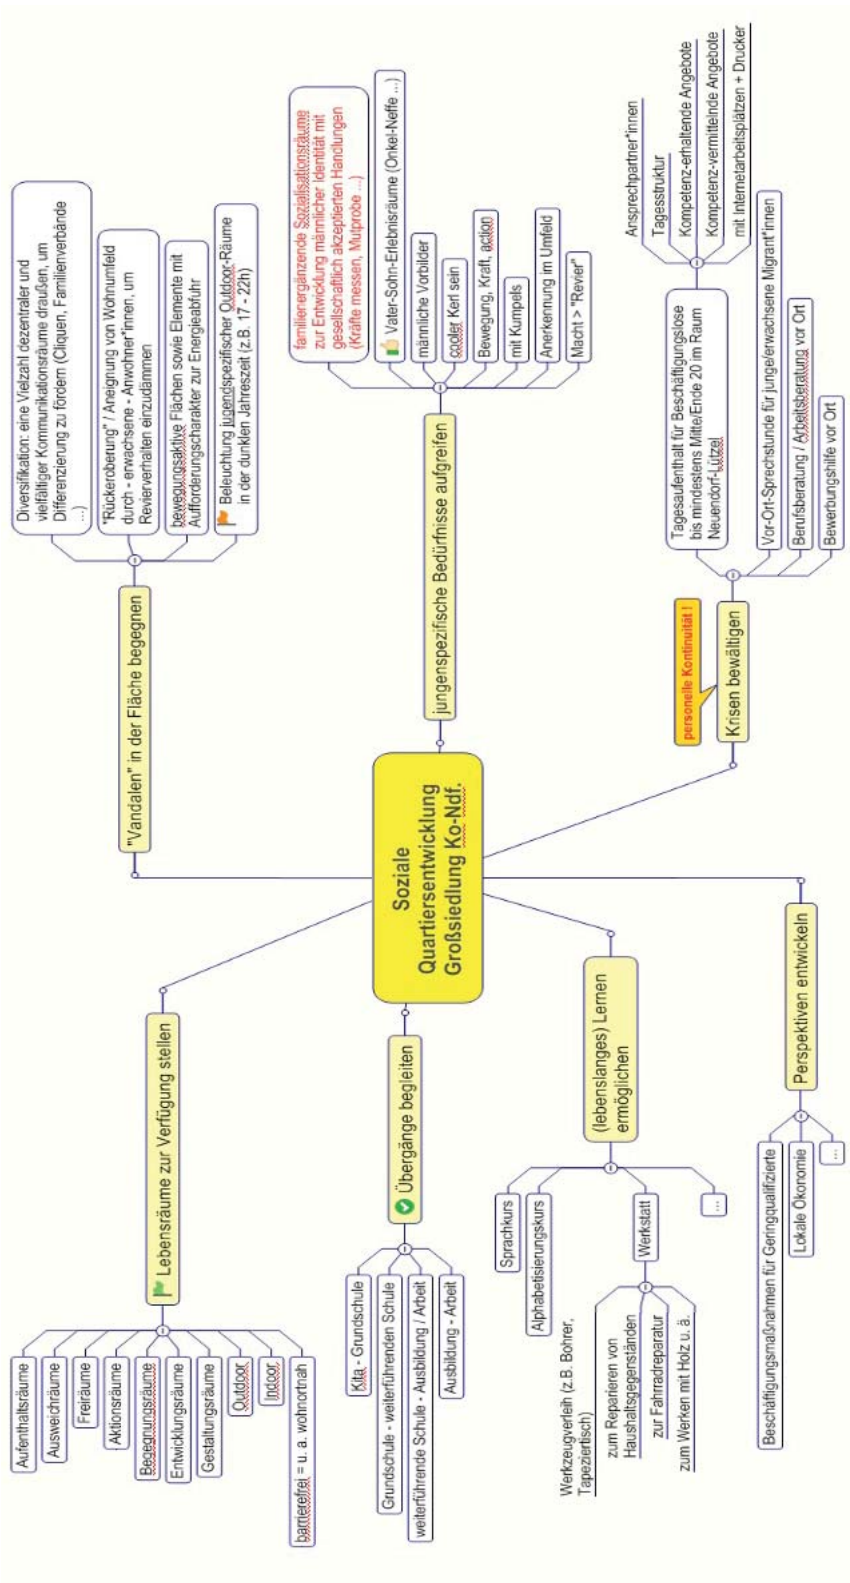 Soziale
Quartiersentwicklung
Großsiedlung Ko-Ndf.
Lebensräume zur Verfügung stellen
Aufenthaltsräume
Ausweichräume
Freiräume
Aktionsräume
Begegnungsräume
Entwicklungsräume
Gestaltungsräume
Outdoor
Indoor
barrierefrei = u. a. wohnortnah
Übergänge begleiten
Kita - Grundschule
Grundschule - weiterführenden Schule
weiterführende Schule - Ausbildung / Arbeit
Ausbildung - Arbeit
(lebenslanges) Lernen
ermöglichen
Sprachkurs
Alphabetisierungskurs
Werkstatt
Werkzeugverleih (z.B. Bohrer,
Tapeziertisch)
zum Reparieren von
Haushaltsgegenständen
zur Fahrradreparatur
zum Werken mit Holz u. ä.
...
Perspektiven entwickeln
Beschäftigungsmaßnahmen für Geringqualifizierte
Lokale Ökonomie
...
"Vandalen" in der Fläche begegnen
Diversifikation: eine Vielzahl dezentraler und
vielfältiger Kommunikationsräume draußen, um
Differenzierung zu fördern (Cliquen, Familienverbände
...)
"Rückeroberung" / Aneignung von Wohnumfeld
durch - erwachsene - Anwohner*innen, um
Revierverhalten einzudämmen
bewegungsaktive Flächen sowie Elemente mit
Aufforderungscharakter zur Energieabfuhr
Beleuchtung jugendspezifischer Outdoor-Räume
in der dunklen Jahreszeit (z.B. 17 - 22h)
jungenspezifische Bedürfnisse aufgreifen
familienergänzende Sozialisationsräume
zur Entwicklung männlicher Identität mit
gesellschaftlich akzeptierten Handlungen
(Kräfte messen, Mutprobe ...)
Vater-Sohn-Erlebnisräume (Onkel-Neffe ...)
männliche Vorbilder
cooler Kerl sein
Bewegung, Kraft, action
mit Kumpels
Anerkennung im Umfeld
Macht > "Revier"
personelle Kontinuität !
Krisen bewältigen
Tagesaufenthalt für Beschäftigungslose
bis mindestens Mitte/Ende 20 im Raum
Neuendorf-Lützel
Ansprechpartner*innen
Tagesstruktur
Kompetenz-erhaltende Angebote
Kompetenz-vermittelnde Angebote
mit Internetarbeitsplätzen + Drucker
Vor-Ort-Sprechstunde für junge/erwachsene Migrant*innen
Berufsberatung / Arbeitsberatung vor Ort
Bewerbungshilfe vor Ort